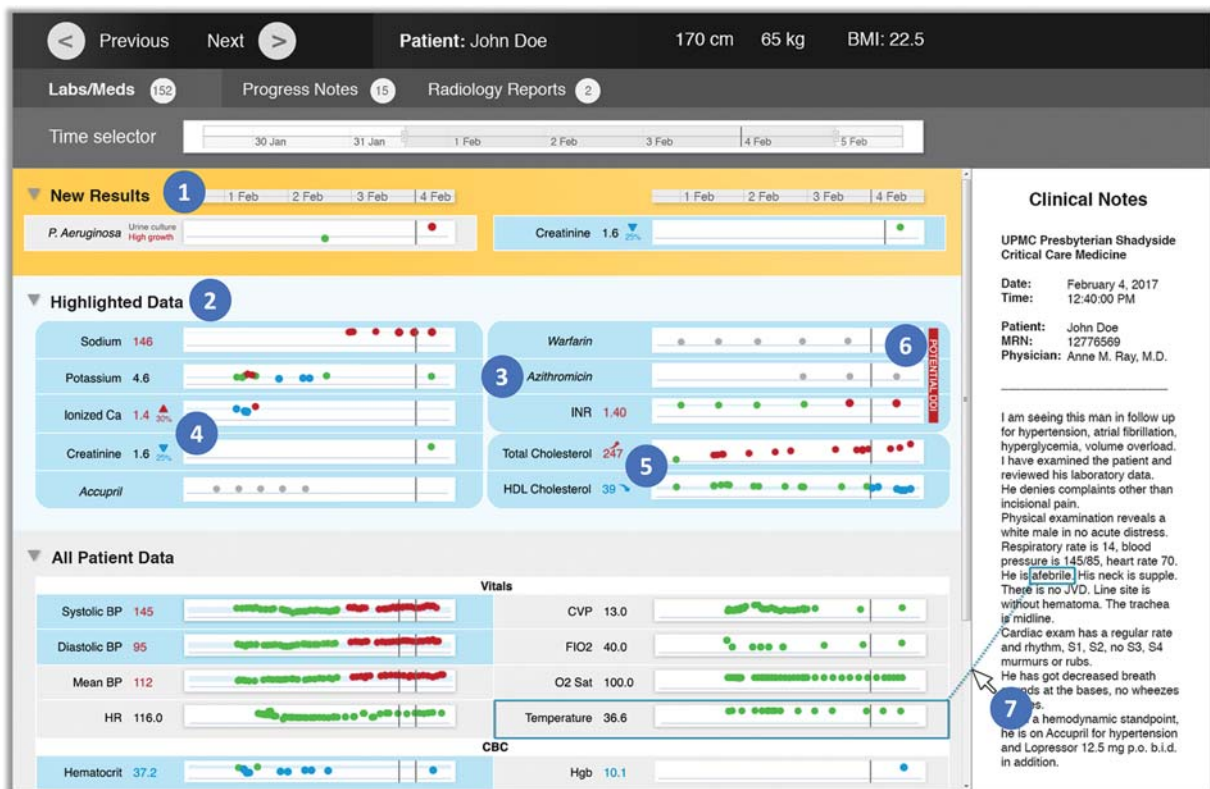 < Previous Next > Patient: John Doe 170 cm 65 kg BMI: 22.5
Labs/Meds 152 Progress Notes 15 Radiology Reports 2
Time selector 30 Jan 31 Jan 1 Feb 2 Feb 3 Feb 4 Feb 5 Feb
New Results 1 1 Feb 2 Feb 3 Feb 4 Feb 1 Feb 2 Feb 3 Feb 4 Feb
P. Aeruginosa Urine culture
High growth
Creatinine 1.6 25%
Highlighted Data 2
Sodium 146
Potassium 4.6
Ionized Ca 1.4 30%
4
Creatinine 1.6 25%
Accupril
Warfarin
6
3 Azithromicin
INR 1.40
POTENTIAL DDI
Total Cholesterol 247
5
HDL Cholesterol 39
All Patient Data
Vitals
Systolic BP 145
CVP 13.0
Diastolic BP 95
FIO2 40.0
Mean BP 112
O2 Sat 100.0
HR 116.0
Temperature 36.6
CBC
Hematocrit 37.2
Hgb 10.1
Clinical Notes
UPMC Presbyterian Shadyside
Critical Care Medicine
Date: February 4, 2017
Time: 12:40:00 PM
Patient: John Doe
MRN: 12776569
Physician: Anne M. Ray, M.D.
I am seeing this man in follow up
for hypertension, atrial fibrillation,
hyperglycemia, volume overload.
I have examined the patient and
reviewed his laboratory data.
He denies complaints other than
incisional pain.
Physical examination reveals a
white male in no acute distress.
Respiratory rate is 14, blood
pressure is 145/85, heart rate 70.
He is afebrile. His neck is supple.
There is no JVD. Line site is
without hematoma. The trachea
is midline.
Cardiac exam has a regular rate
and rhythm, S1, S2, no S3, S4
murmurs or rubs.
He has got decreased breath
at the bases, no wheezes
7
a hemodynamic standpoint,
he is on Accupril for hypertension
and Lopressor 12.5 mg p.o. b.i.d.
in addition.